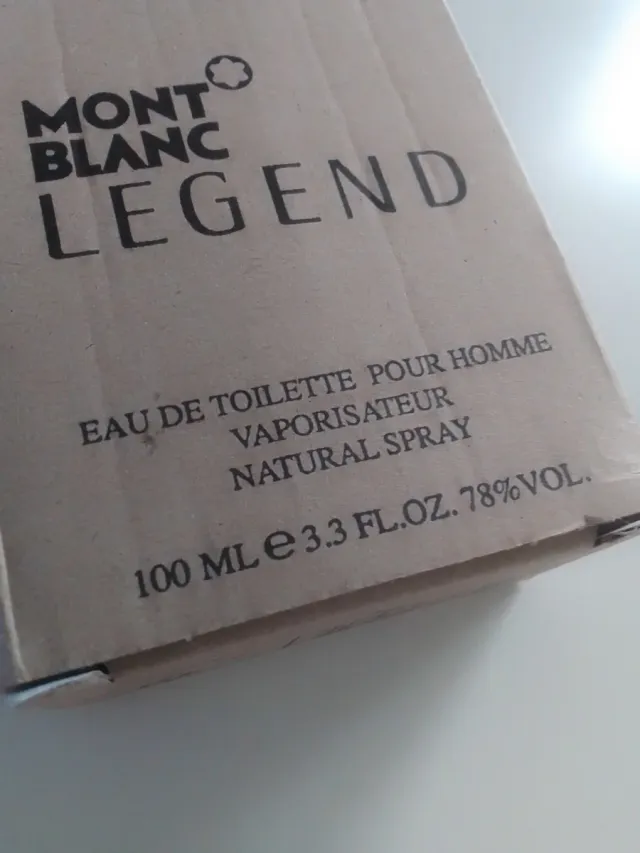 MONT
BLANC
LEGEND
EAU DE TOILETTE POUR HOMME
VAPORISATEUR
NATURAL SPRAY
100 ML e 3.3 FL.OZ. 78%VOL.